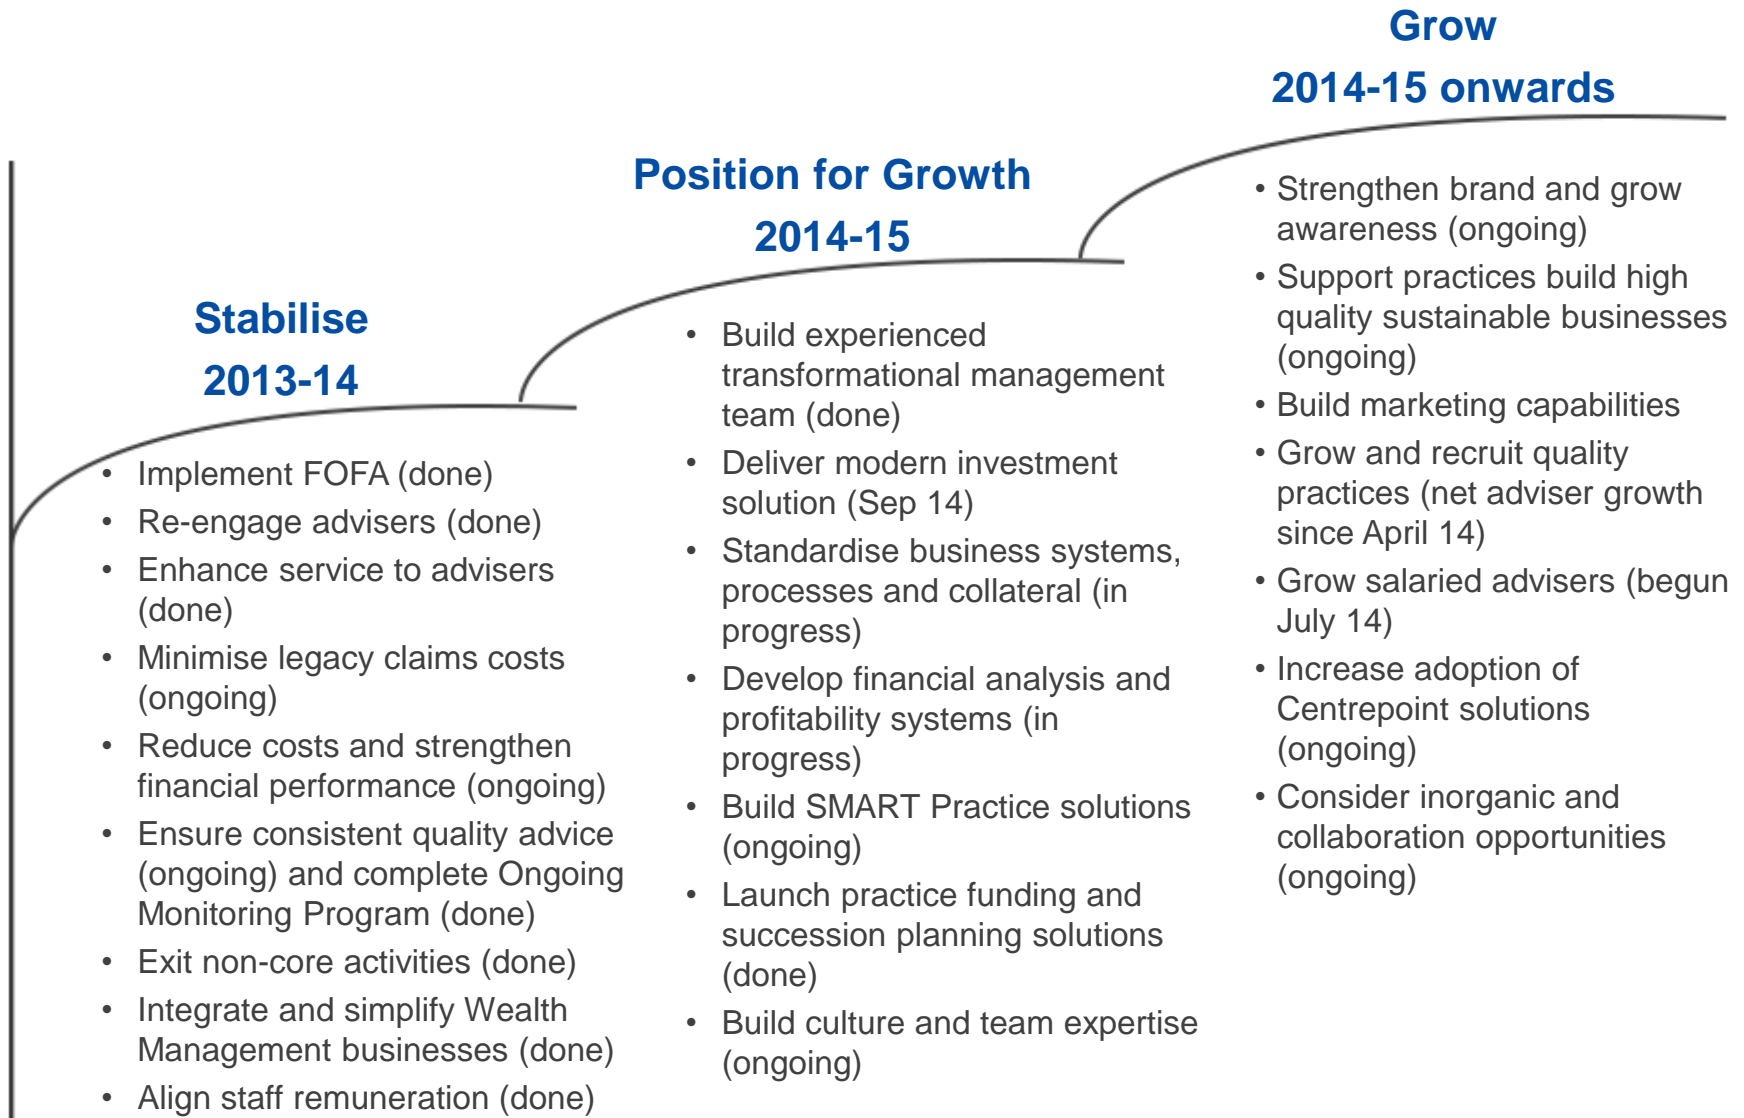 Stabilise
2013-14
• Implement FOFA (done)
• Re-engage advisers (done)
• Enhance service to advisers
(done)
• Minimise legacy claims costs
(ongoing)
• Reduce costs and strengthen
financial performance (ongoing)
• Ensure consistent quality advice
(ongoing) and complete Ongoing
Monitoring Program (done)
• Exit non-core activities (done)
• Integrate and simplify Wealth
Management businesses (done)
• Align staff remuneration (done)
Position for Growth
2014-15
• Build experienced
transformational management
team (done)
• Deliver modern investment
solution (Sep 14)
• Standardise business systems,
processes and collateral (in
progress)
• Develop financial analysis and
profitability systems (in
progress)
• Build SMART Practice solutions
(ongoing)
• Launch practice funding and
succession planning solutions
(done)
• Build culture and team expertise
(ongoing)
Grow
2014-15 onwards
• Strengthen brand and grow
awareness (ongoing)
• Support practices build high
quality sustainable businesses
(ongoing)
• Build marketing capabilities
• Grow and recruit quality
practices (net adviser growth
since April 14)
• Grow salaried advisers (begun
July 14)
• Increase adoption of
Centrepoint solutions
(ongoing)
• Consider inorganic and
collaboration opportunities
(ongoing)